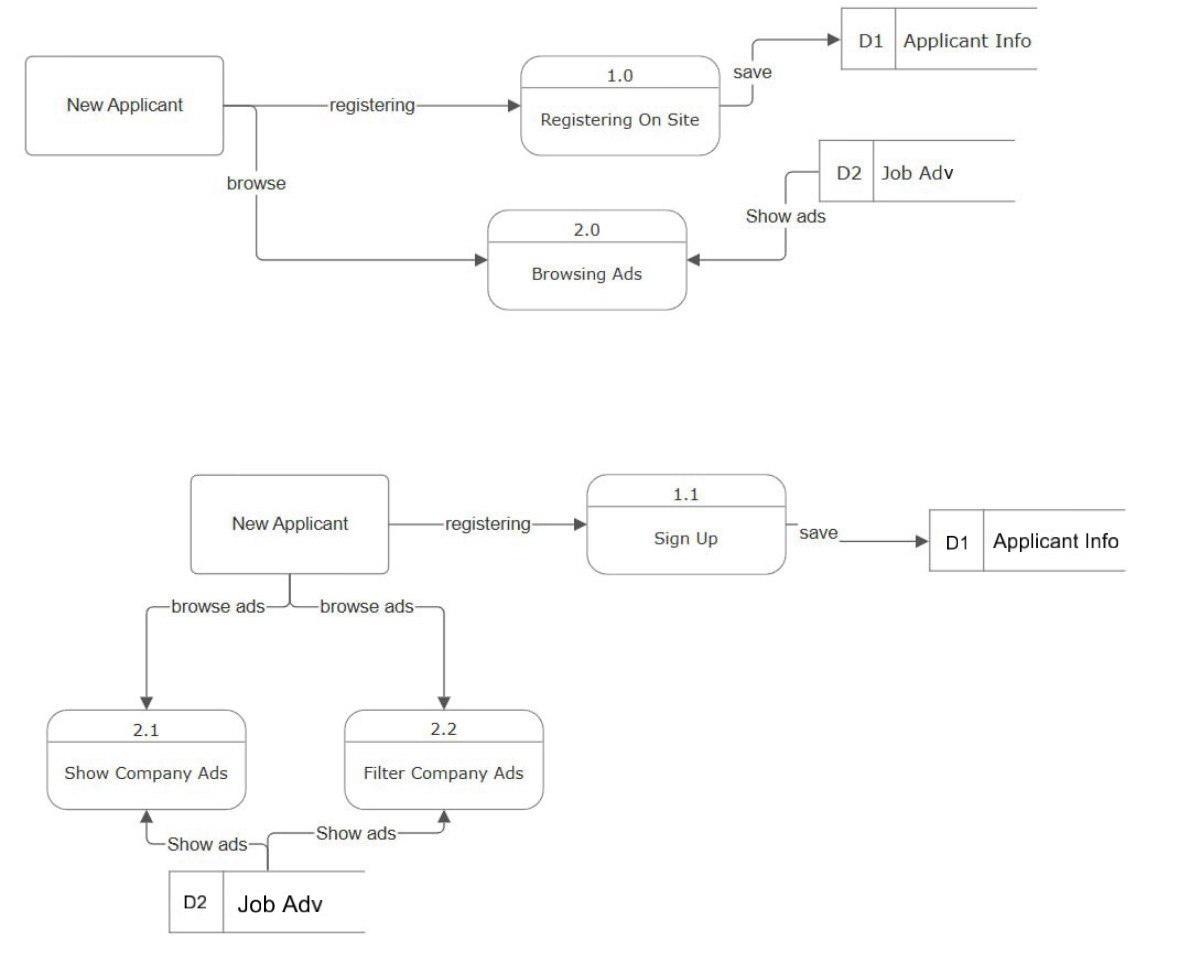 D1 Applicant Info
1.0
save
New Applicant
registering
Registering On Site
D2 Job Adv
browse
Show ads
2.0
Browsing Ads
1.1
New Applicant
registering
Sign Up
save
D1 Applicant Info
browse ads
browse ads
2.1
2.2
Show Company Ads
Filter Company Ads
Show ads
Show ads
D2 Job Adv